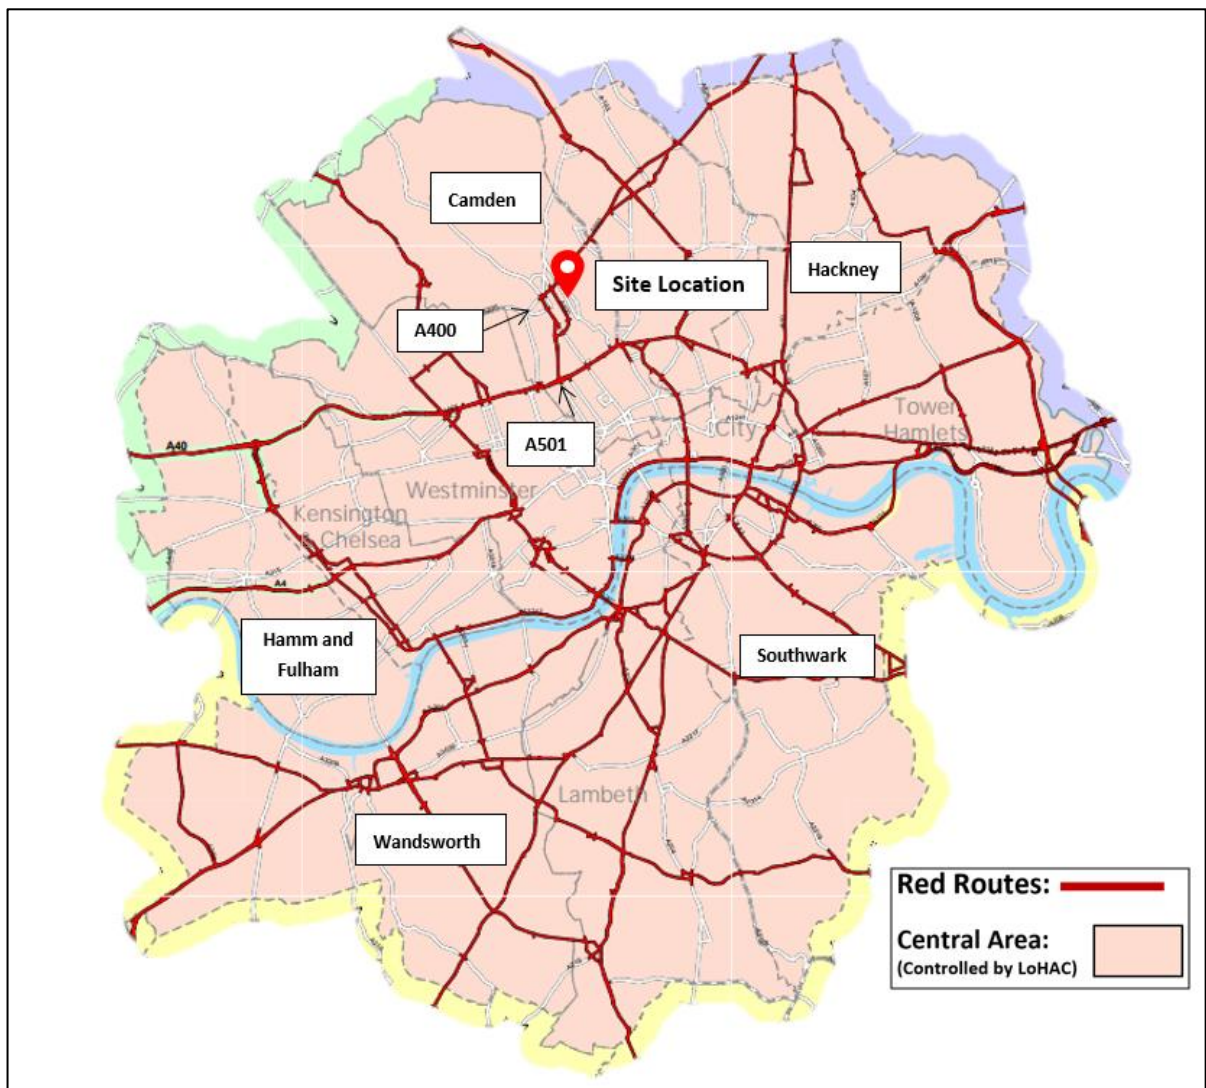 Camden
Hackney
Site Location
A400
Tower
Hamlets
A501
City
A40
Westminster
Kensington
& Chelsea
A4
Hamm and
Fulham
Southwark
Lambeth
Wandsworth
Red Routes:
Central Area:
(Controlled by LoHAC)